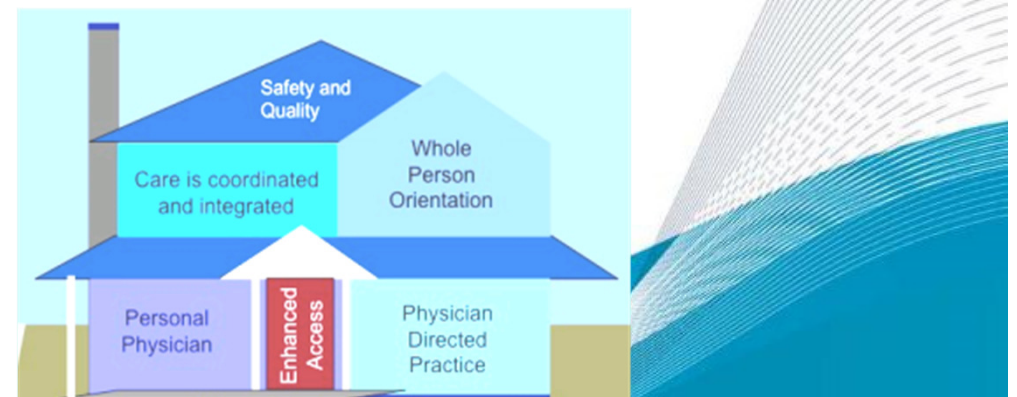 Safety and
Quality
Whole
Person
Orientation
Care is coordinated
and integrated
Personal
Physician
Enhanced
Access
Physician
Directed
Practice